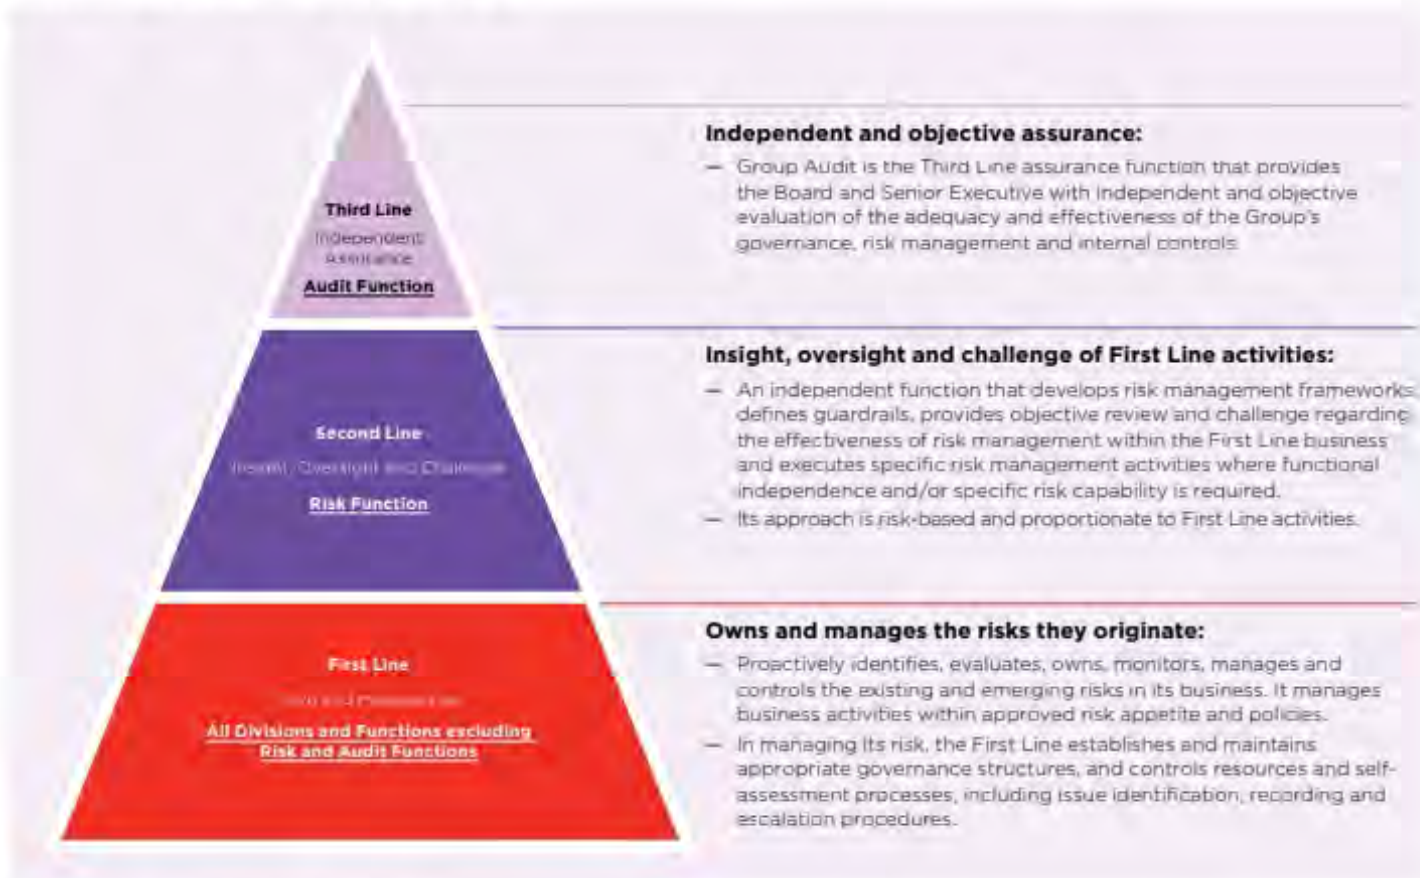 Third Line
Independent
Assurance
Audit Function
Independent and objective assurance:
— Group Audit is the Third Line assurance function that provides
the Board and Senior Executive with independent and objective
evaluation of the adequacy and effectiveness of the Group's
governance, risk management and internal controls
Second Line
Insight, Oversight and Challenge
Risk Function
Insight, oversight and challenge of First Line activities:
— An independent function that develops risk management frameworks
defines guardrails, provides objective review and challenge regarding
the effectiveness of risk management within the First Line business
and executes specific risk management activities where functional
independence and/or specific risk capability is required.
— Its approach is risk-based and proportionate to First Line activities.
First Line
All Divisions and Functions excluding
Risk and Audit Functions
Owns and manages the risks they originate:
— Proactively identifies, evaluates, owns, monitors, manages and
controls the existing and emerging risks in its business. It manages
business activities within approved risk appetite and policies.
— In managing its risk, the First Line establishes and maintains
appropriate governance structures, and controls resources and self-
assessment processes, including issue identification, recording and
escalation procedures.